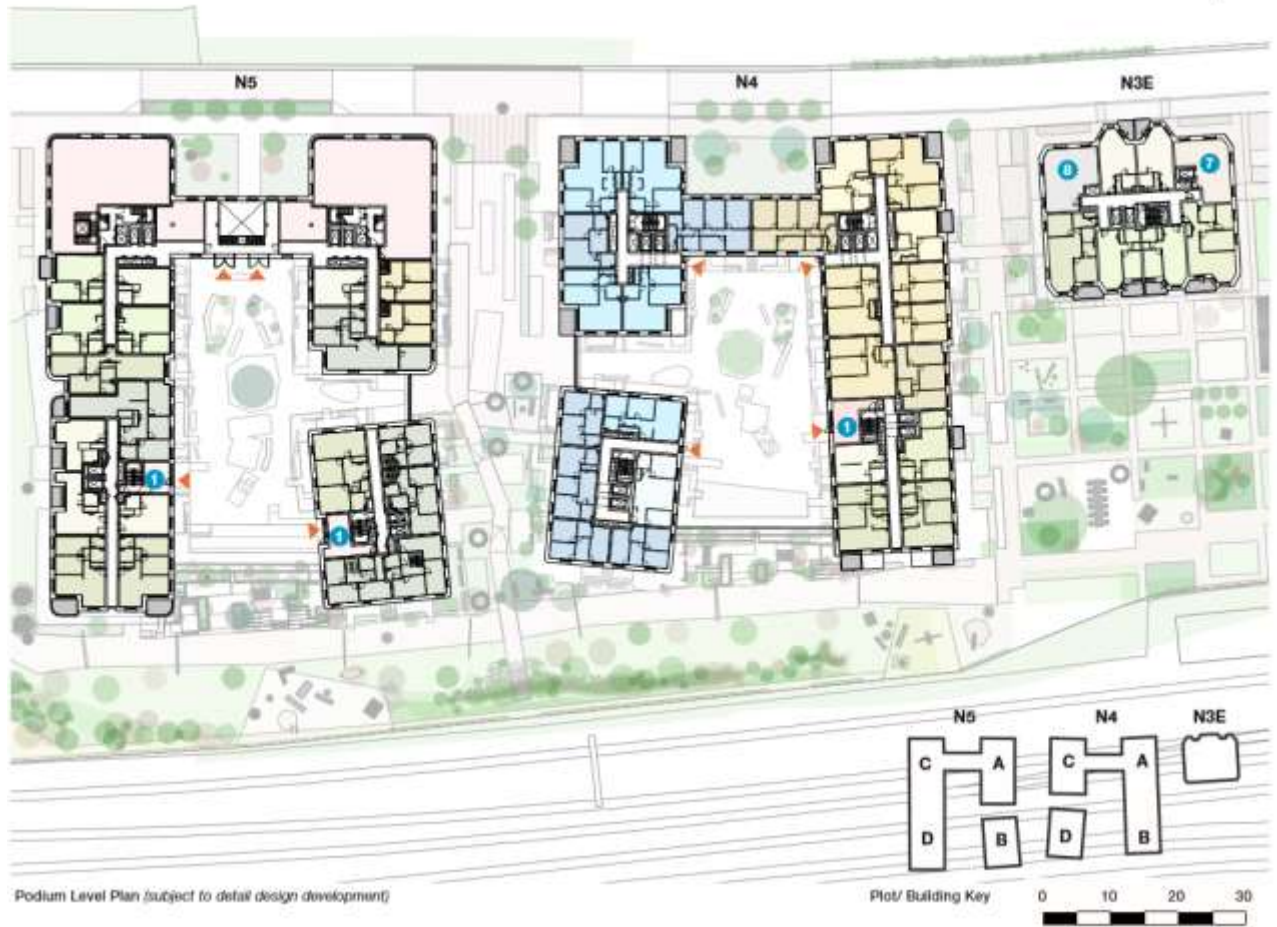 N5
N4
N3E
8
7
1
1
1
N5
N4
N3E
C
A
C
A
D
B
D
B
Podium Level Plan (subject to detail design development)
Plot/ Building Key
0
10
20
30